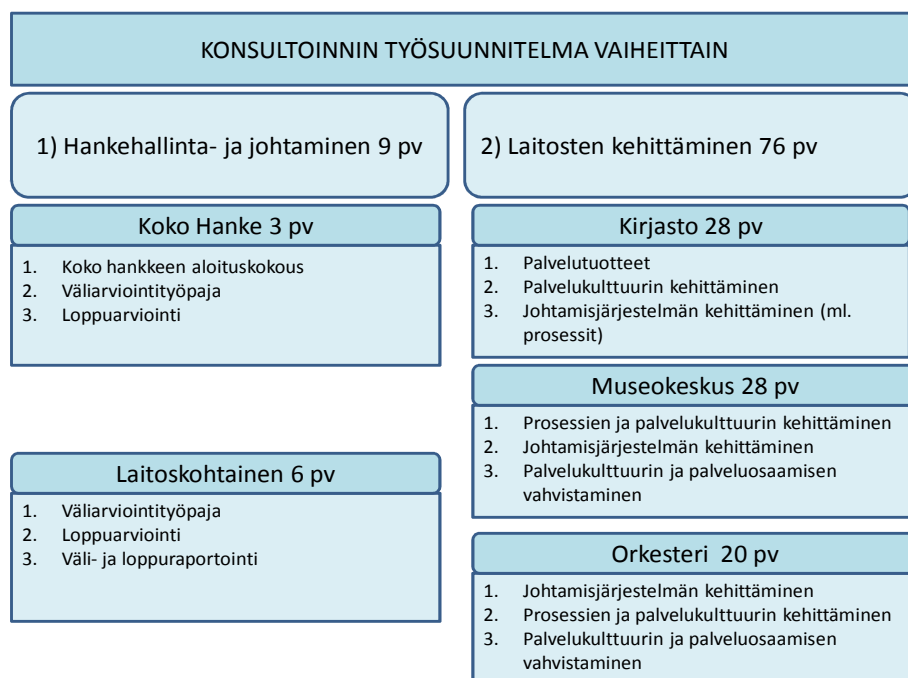 KONSULTOINNIN TYÖSUUNNITELMA VAIHEITTAIN
1) Hankehallinta- ja johtaminen 9 pv
Koko Hanke 3 pv
1. Koko hankkeen aloituskokous
2. Väliarviointityöpaja
3. Loppuarviointi
Laitoskohtainen 6 pv
1. Väliarviointityöpaja
2. Loppuarviointi
3. Väli- ja loppuraportointi
2) Laitosten kehittäminen 76 pv
Kirjasto 28 pv
1. Palvelutuotteet
2. Palvelukulttuurin kehittäminen
3. Johtamisjärjestelmän kehittäminen (ml.
prosessit)
Museokeskus 28 pv
1. Prosessien ja palvelukulttuurin kehittäminen
2. Johtamisjärjestelmän kehittäminen
3. Palvelukulttuurin ja palveluosaamisen
vahvistaminen
Orkesteri 20 pv
1. Johtamisjärjestelmän kehittäminen
2. Prosessien ja palvelukulttuurin kehittäminen
3. Palvelukulttuurin ja palveluosaamisen
vahvistaminen